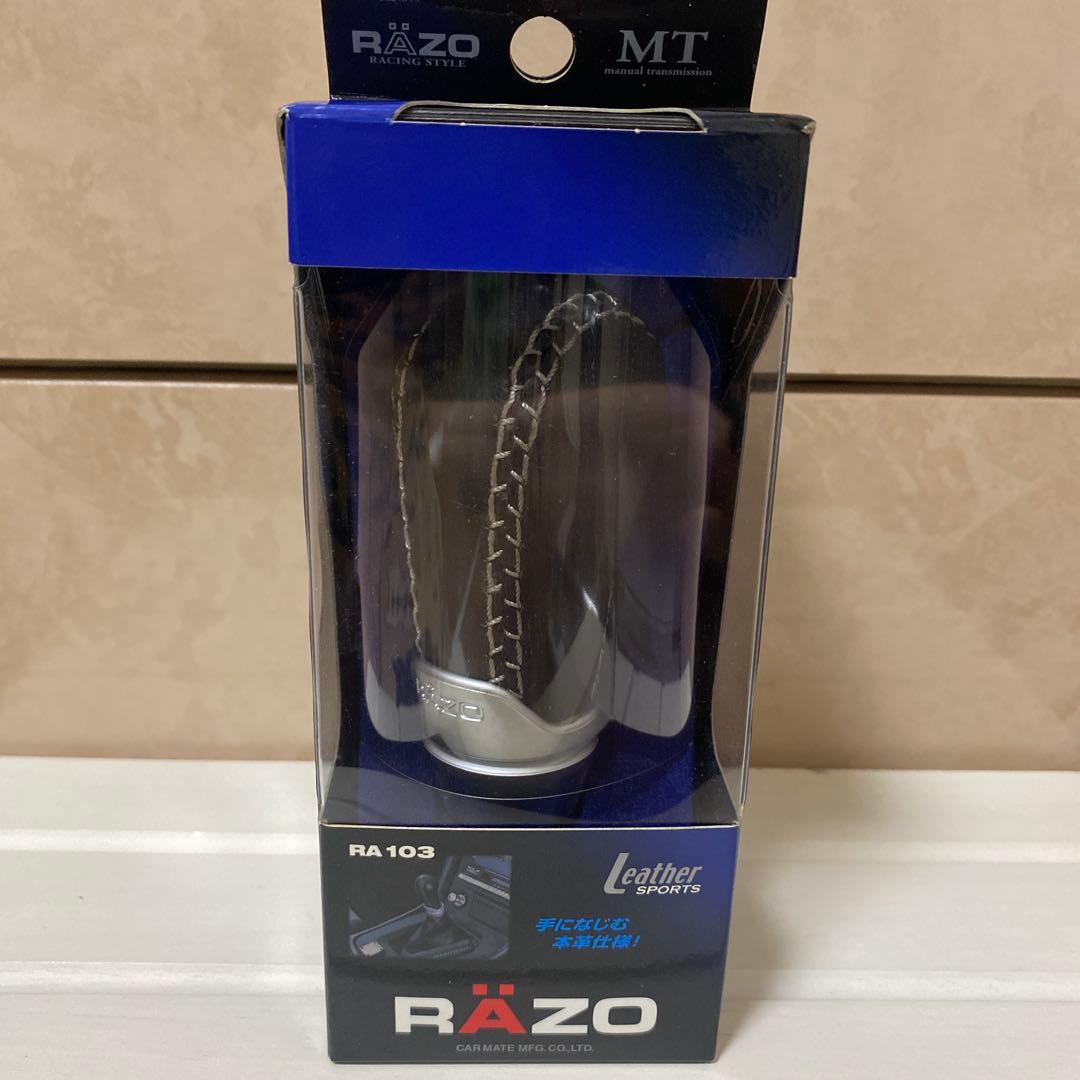 RÄZO
RACING STYLE
MT
manual transmission
RÄZO
RA103
Leather
SPORTS
手になじむ
本革仕様!
RÄZO
CAR MATE MFG. CO., LTD.